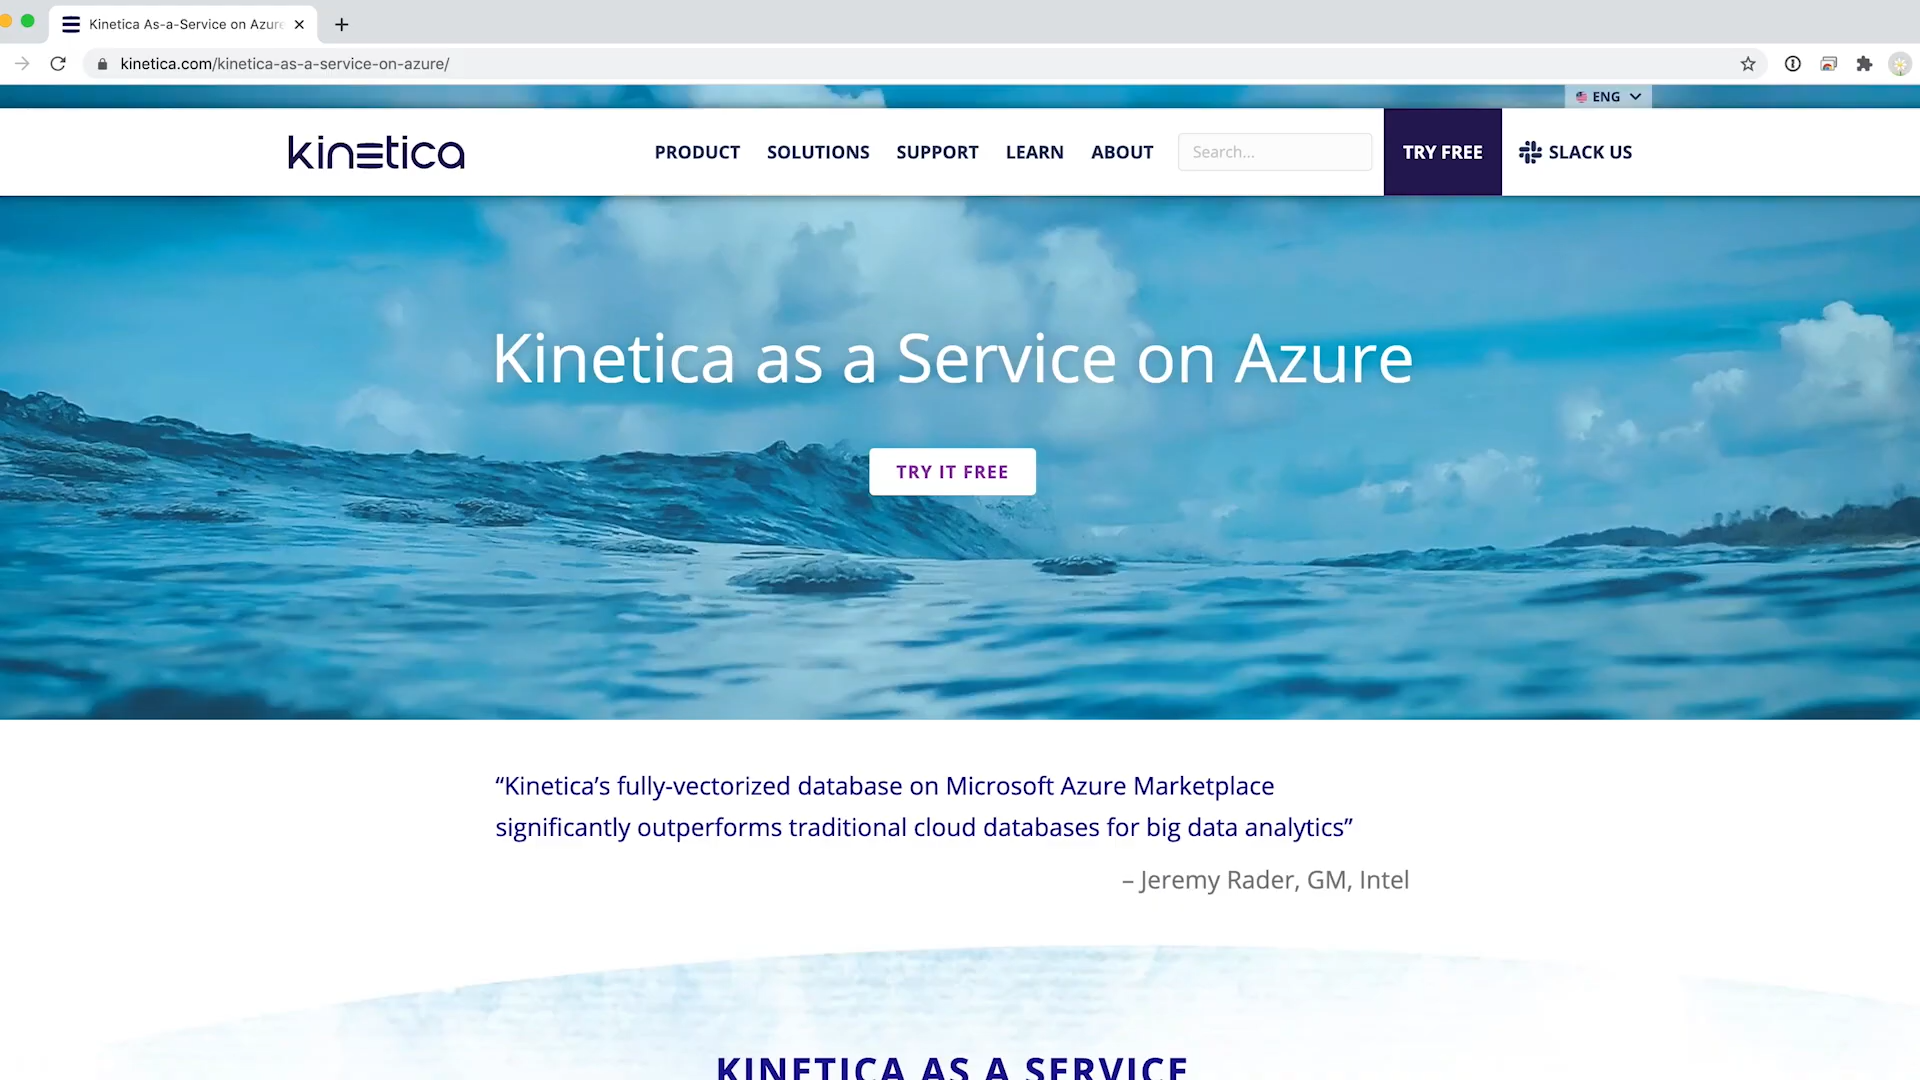 Kinetica As-a-Service on Azure
kinetica.com/kinetica-as-a-service-on-azure/
ENG
kinetica
PRODUCT
SOLUTIONS
SUPPORT
LEARN
ABOUT
Search...
TRY FREE
SLACK US
Kinetica as a Service on Azure
TRY IT FREE
“Kinetica’s fully-vectorized database on Microsoft Azure Marketplace
significantly outperforms traditional cloud databases for big data analytics”
– Jeremy Rader, GM, Intel
KINETICA AS A SERVICE